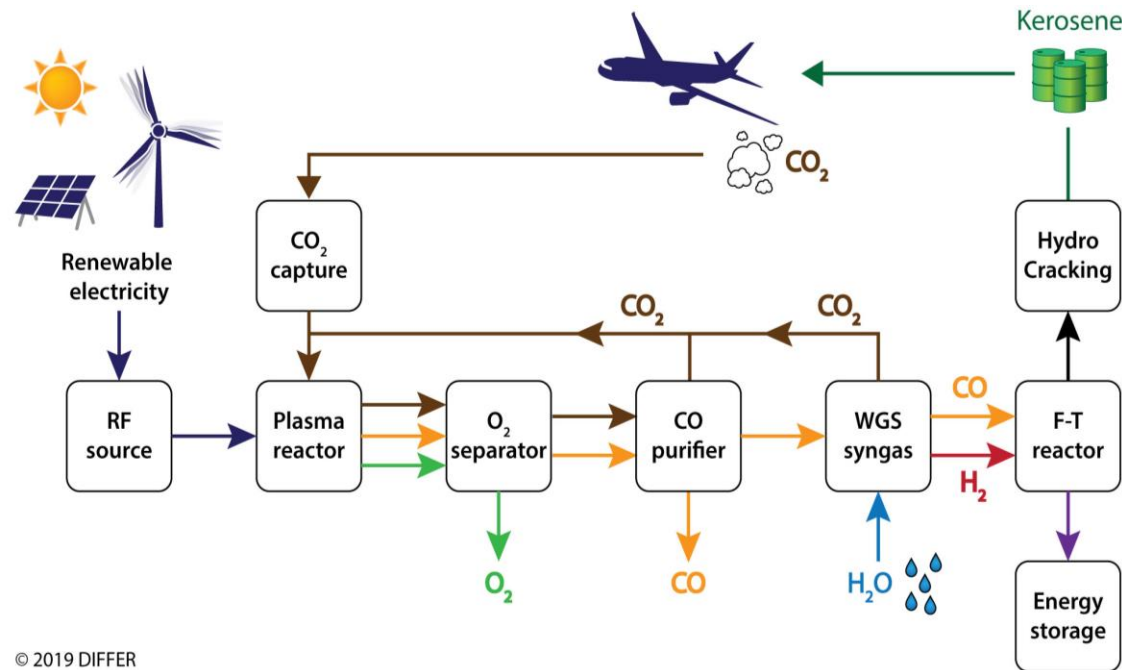 Kerosene
CO₂
CO₂
capture
Hydro
Cracking
Renewable
electricity
CO₂
CO₂
RF
source
Plasma
reactor
O₂
separator
CO
purifier
WGS
syngas
CO
H₂
F-T
reactor
O₂
CO
H₂O
Energy
storage
© 2019 DIFFER